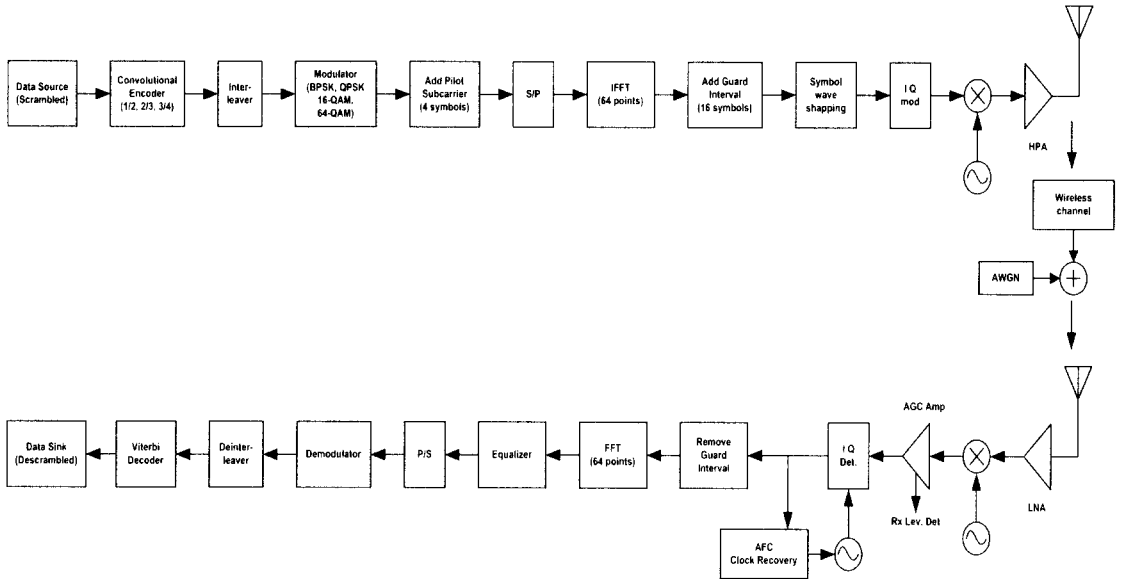 Data Source
(Scrambled)
Convolutional
Encoder
(1/2, 2/3, 3/4)
Inter-
leaver
Modulator
(BPSK, QPSK
16-QAM,
64-QAM)
Add Pilot
Subcarrier
(4 symbols)
S/P
IFFT
(64 points)
Add Guard
Interval
(16 symbols)
Symbol
wave
shapping
I Q
mod
HPA
Wireless
channel
AWGN
Data Sink
(Descrambled)
Viterbi
Decoder
Deinter-
leaver
Demodulator
P/S
Equalizer
FFT
(64 points)
Remove
Guard
Interval
I Q
Det.
AGC Amp
Rx Lev. Det
LNA
AFC
Clock Recovery